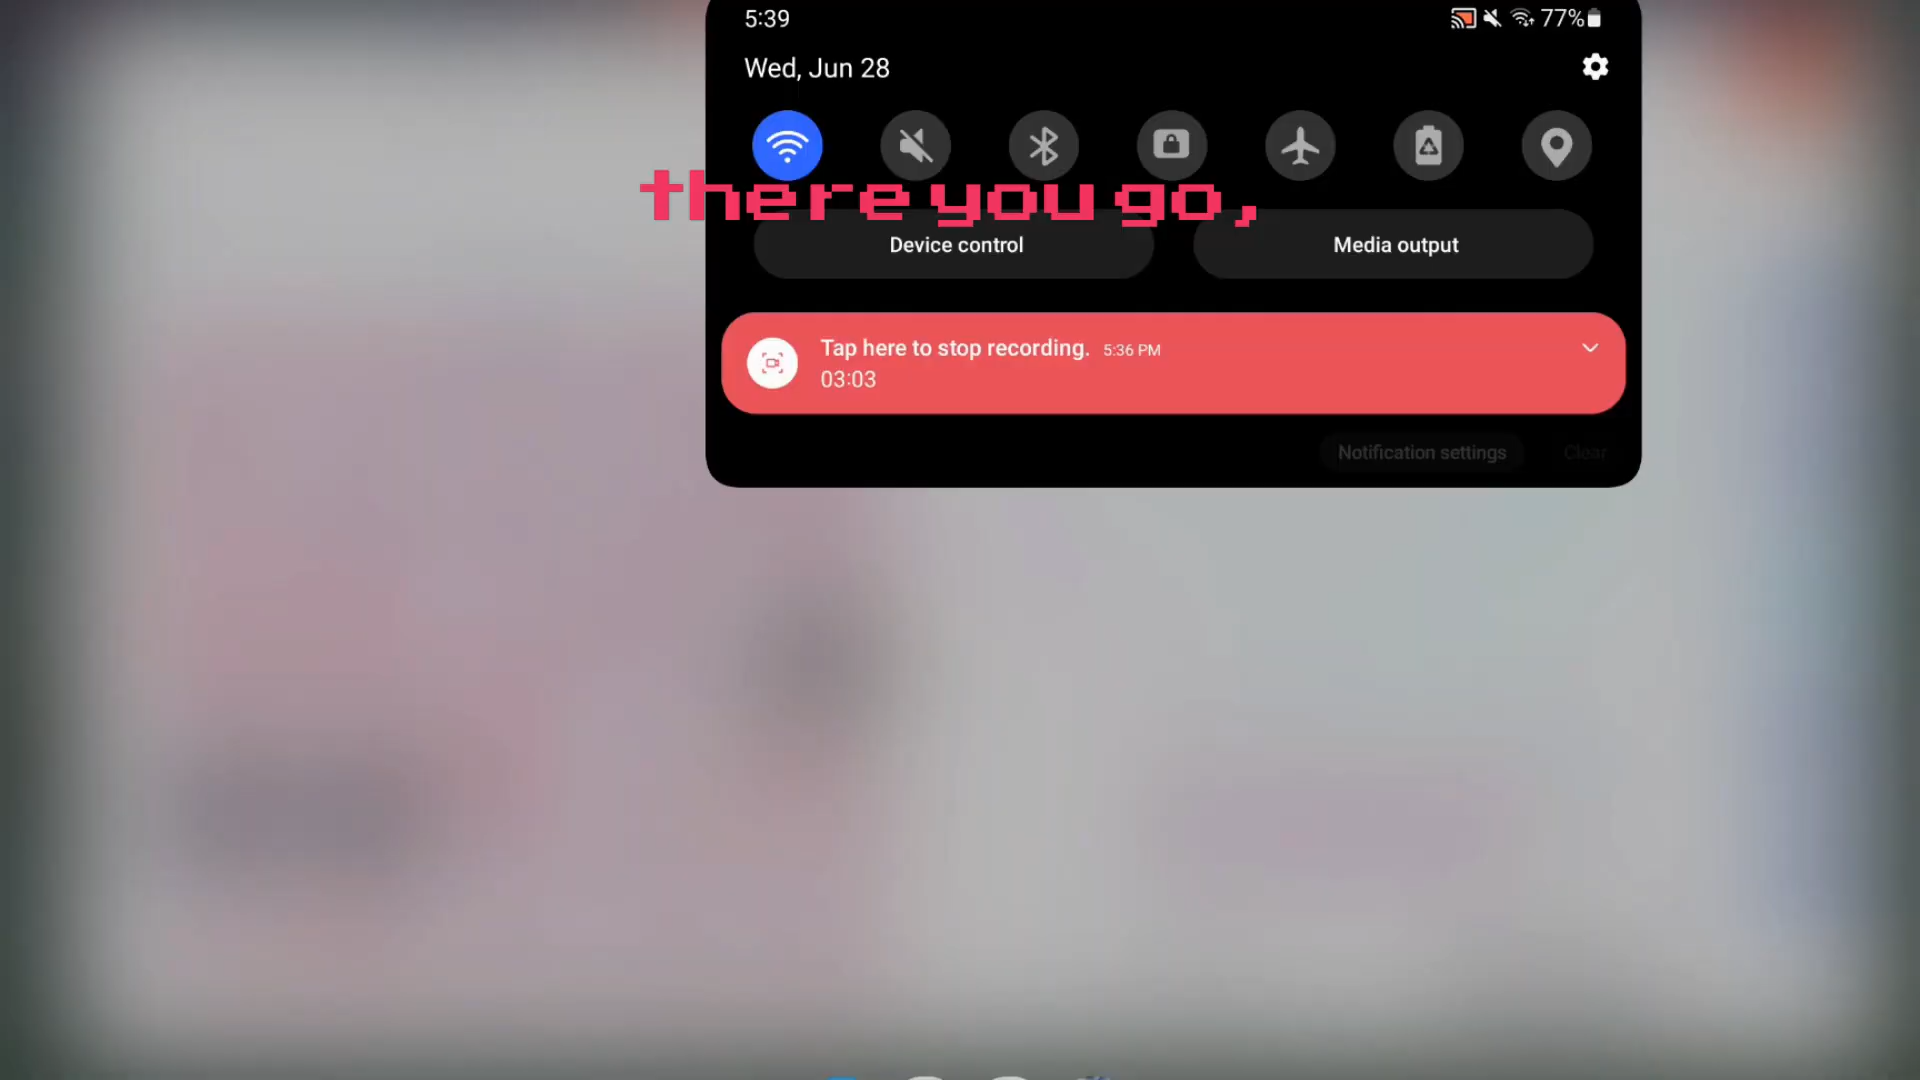 5:39
77%
Wed, Jun 28
there you go,
Device control
Media output
Tap here to stop recording. 5:36 PM
03:03
Notification settings
Clear